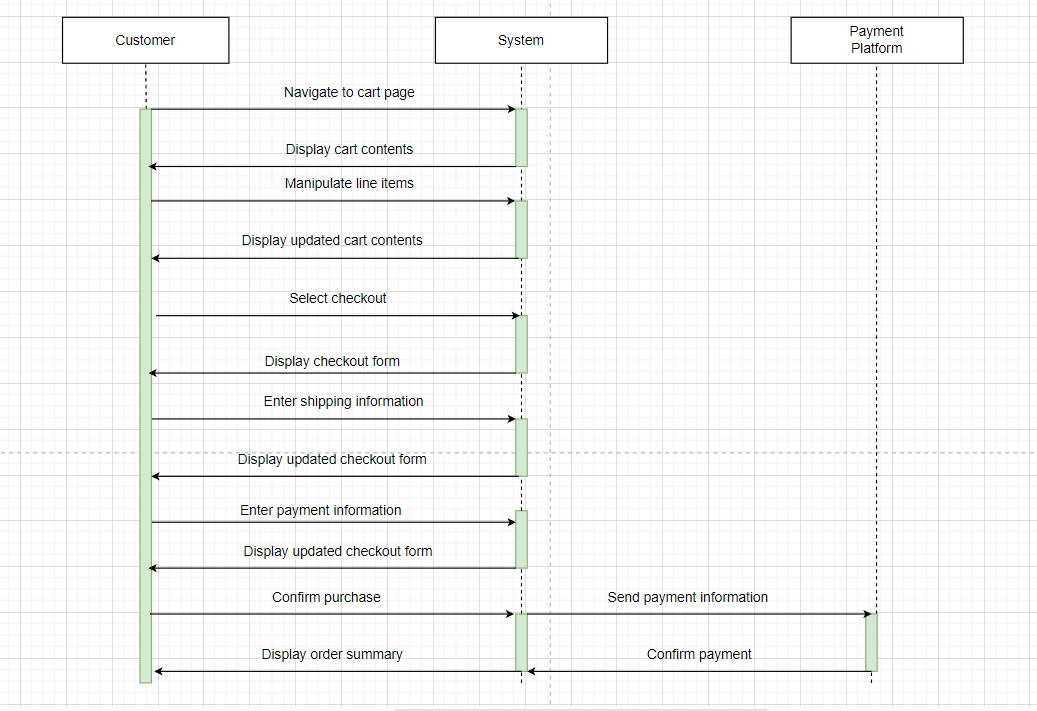 Customer
System
Payment
Platform
Navigate to cart page
Display cart contents
Manipulate line items
Display updated cart contents
Select checkout
Display checkout form
Enter shipping information
Display updated checkout form
Enter payment information
Display updated checkout form
Confirm purchase
Send payment information
Display order summary
Confirm payment